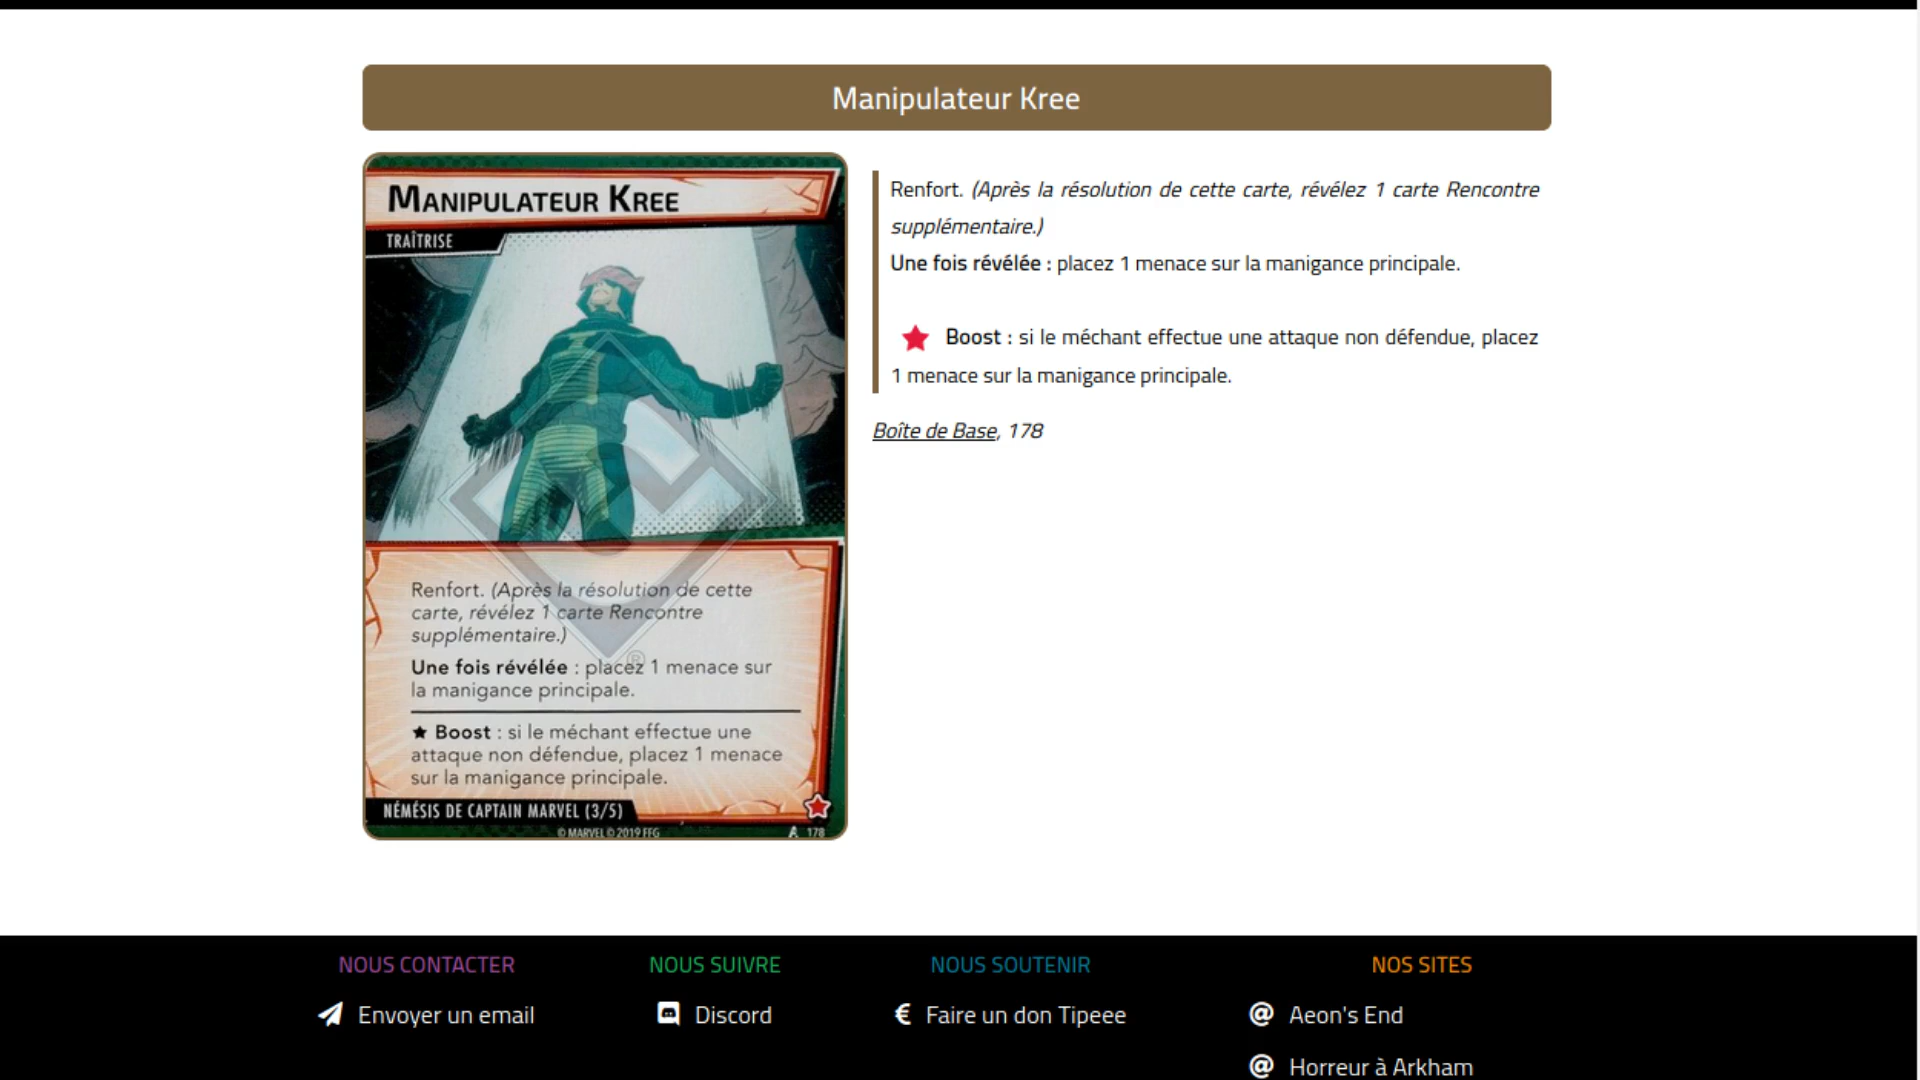 Manipulateur Kree
MANIPULATEUR KREE
TRAÎTRISE
Renfort. (Après la résolution de cette
carte, révélez 1 carte Rencontre
supplémentaire.)
Une fois révélée : placez 1 menace sur
la manigance principale.
★ Boost : si le méchant effectue une
attaque non défendue, placez 1 menace
sur la manigance principale.
NÉMÉSIS DE CAPTAIN MARVEL (3/5)
© MARVEL © 2019 FFG
178
®
Renfort. (Après la résolution de cette carte, révélez 1 carte Rencontre
supplémentaire.)
Une fois révélée : placez 1 menace sur la manigance principale.
★ Boost : si le méchant effectue une attaque non défendue, placez
1 menace sur la manigance principale.
Boîte de Base, 178
NOUS CONTACTER
Envoyer un email
NOUS SUIVRE
Discord
NOUS SOUTENIR
€ Faire un don Tipeee
NOS SITES
@ Aeon's End
@ Horreur à Arkham